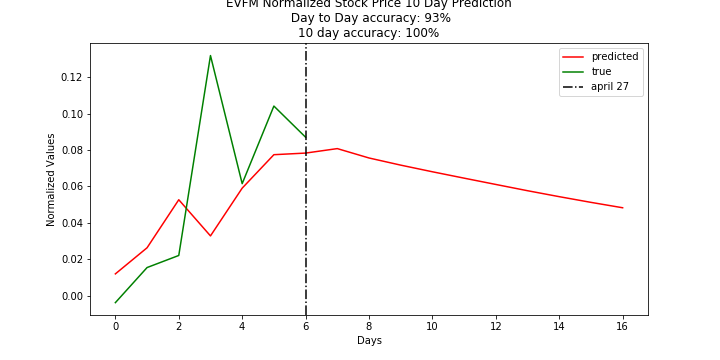 EVFM Normalized Stock Price 10 Day Prediction
Day to Day accuracy: 93%
10 day accuracy: 100%
predicted
true
april 27
Normalized Values
0.12
0.10
0.08
0.06
0.04
0.02
0.00
0 2 4 6 8 10 12 14 16
Days